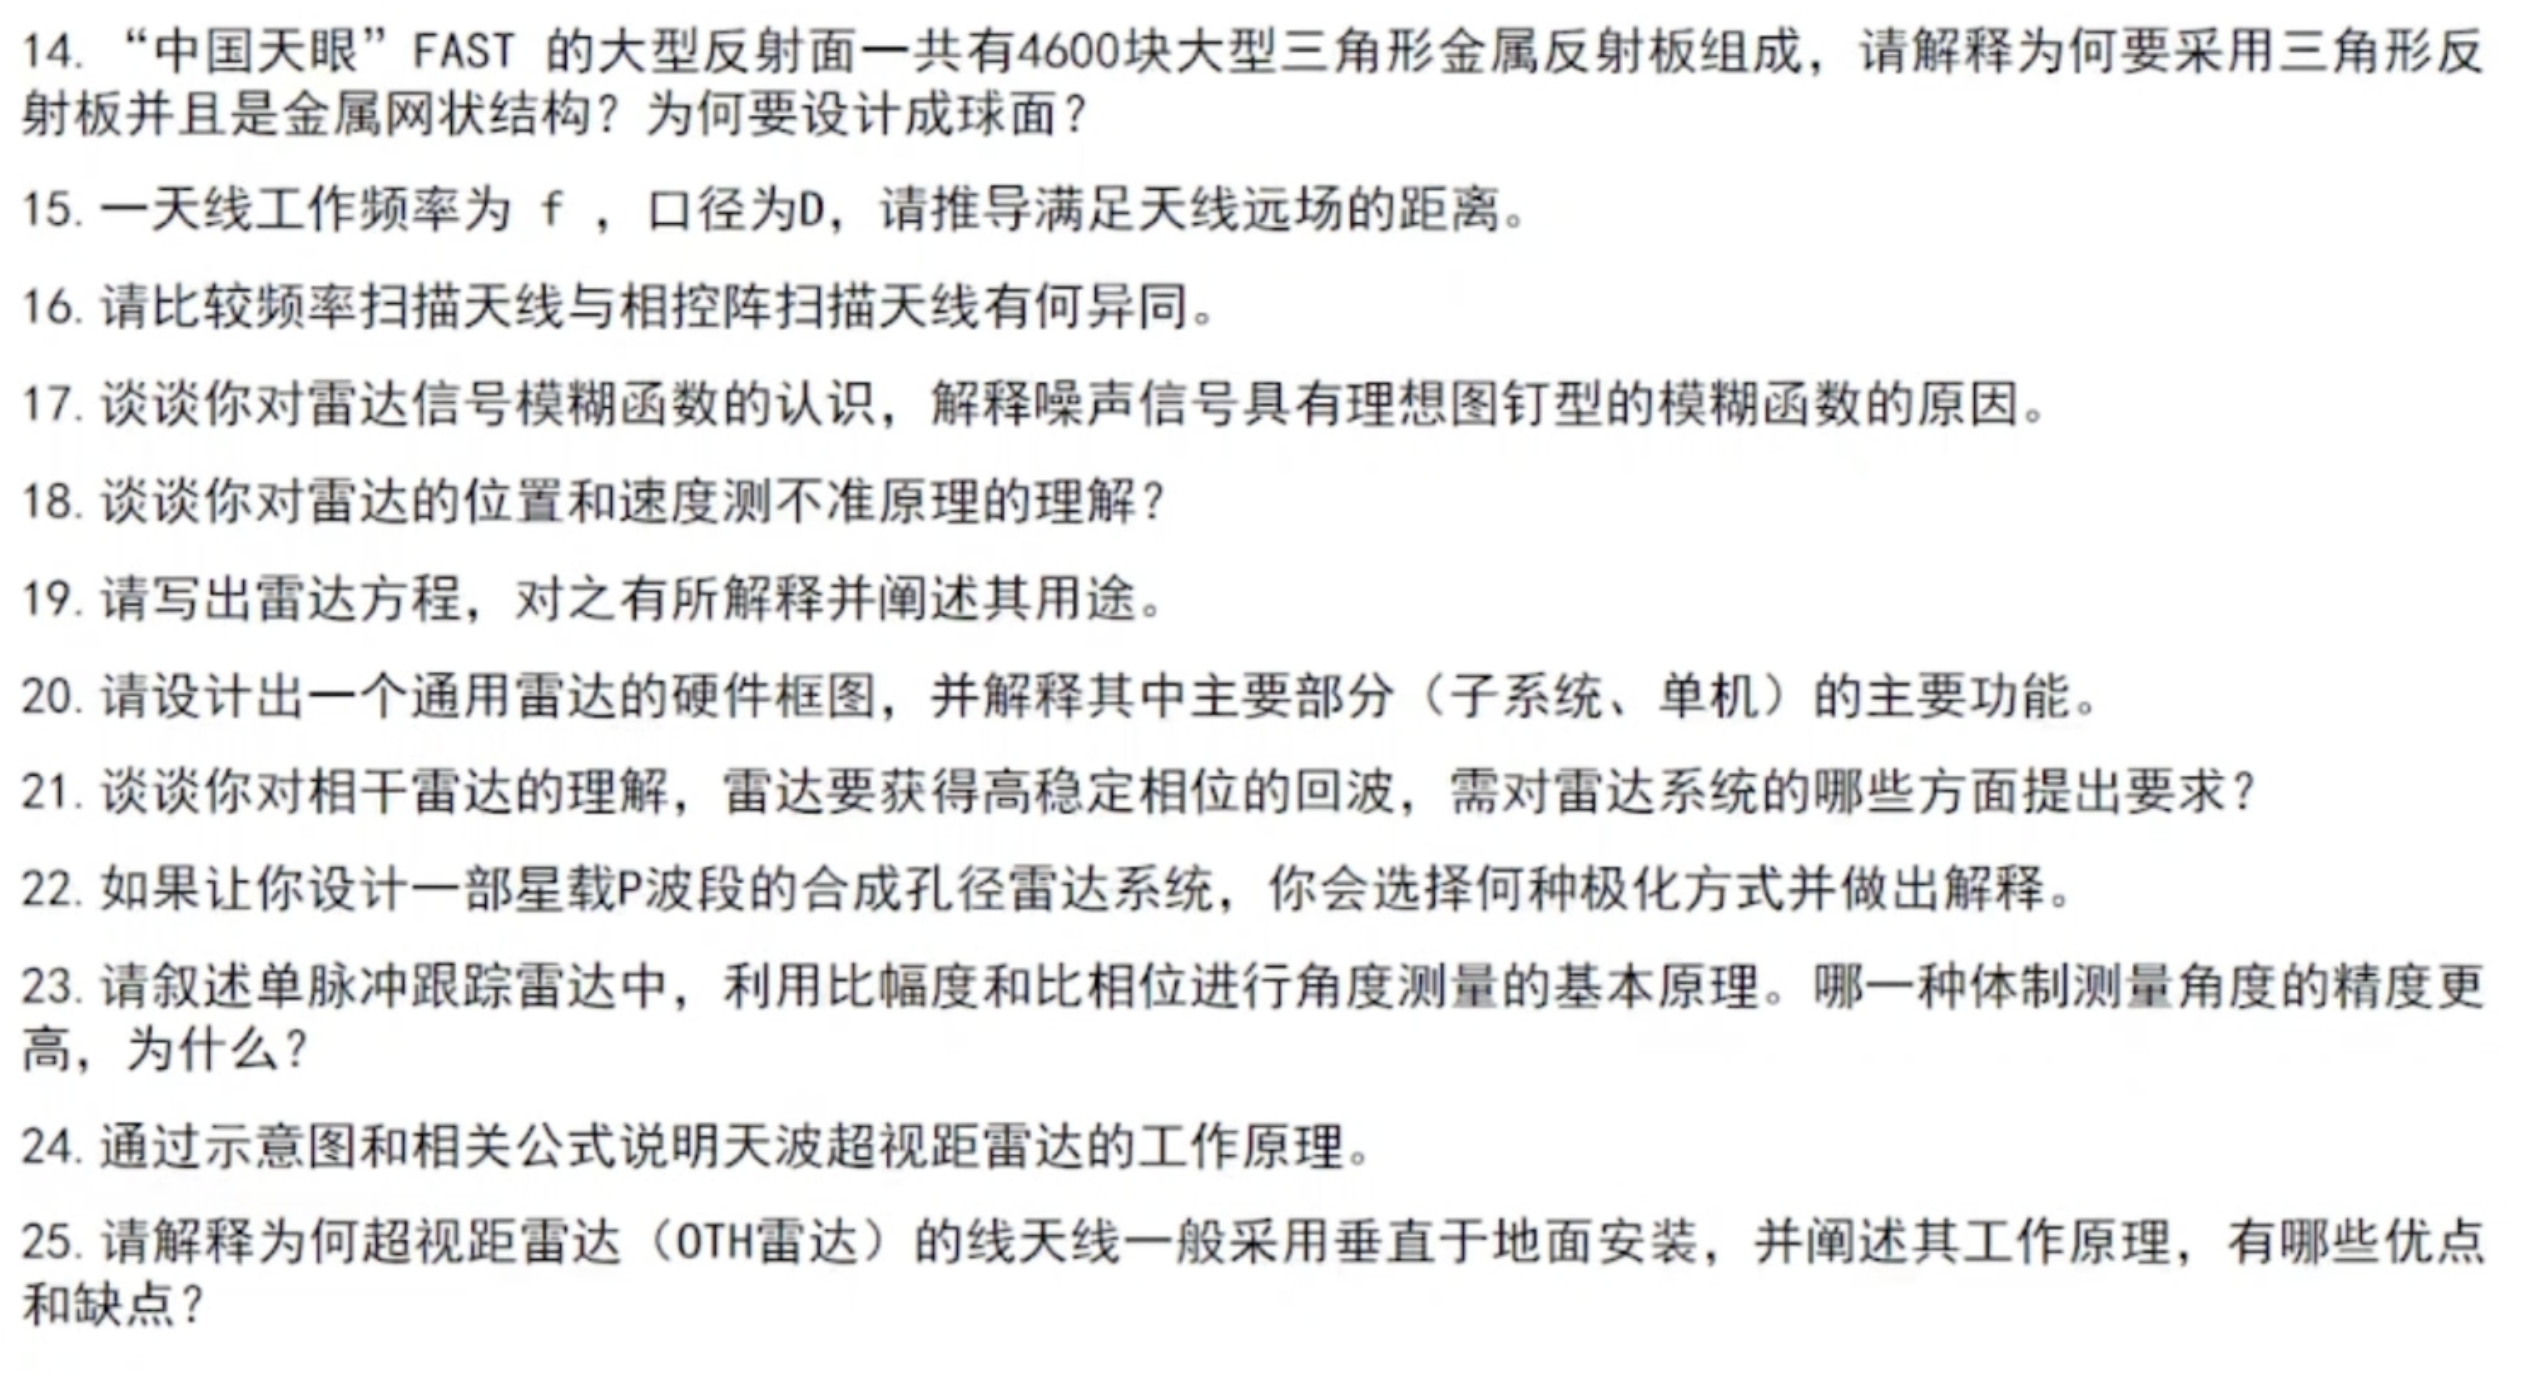 14. “中国天眼”FAST 的大型反射面一共有4600块大型三角形金属反射板组成，请解释为何要采用三角形反
射板并且是金属网状结构？为何要设计成球面？
15. 一天线工作频率为 f ，口径为D，请推导满足天线远场的距离。
16. 请比较频率扫描天线与相控阵扫描天线有何异同。
17. 谈谈你对雷达信号模糊函数的认识，解释噪声信号具有理想图钉型的模糊函数的原因。
18. 谈谈你对雷达的位置和速度测不准原理的理解？
19. 请写出雷达方程，对之有所解释并阐述其用途。
20. 请设计出一个通用雷达的硬件框图，并解释其中主要部分（子系统、单机）的主要功能。
21. 谈谈你对相干雷达的理解，雷达要获得高稳定相位的回波，需对雷达系统的哪些方面提出要求？
22. 如果让你设计一部星载P波段的合成孔径雷达系统，你会选择何种极化方式并做出解释。
23. 请叙述单脉冲跟踪雷达中，利用比幅度和比相位进行角度测量的基本原理。哪一种体制测量角度的精度更
高，为什么？
24. 通过示意图和相关公式说明天波超视距雷达的工作原理。
25. 请解释为何超视距雷达（OTH雷达）的线天线一般采用垂直于地面安装，并阐述其工作原理，有哪些优点
和缺点？